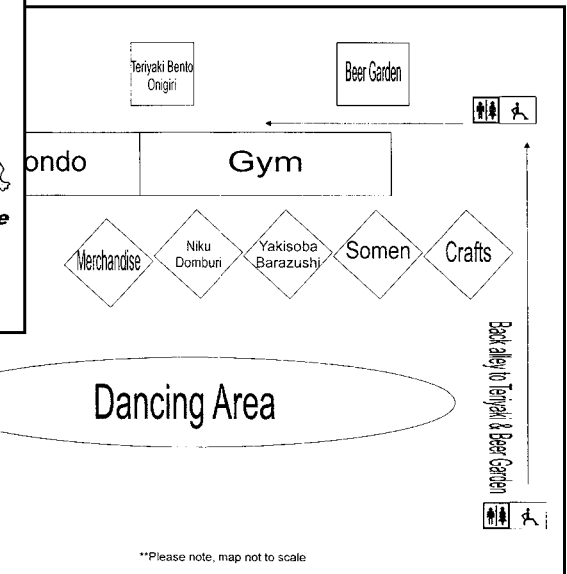 Teriyaki Bento
Onigiri
Beer Garden
ondo
Gym
e
Merchandise
Niku
Domburi
Yakisoba
Barazushi
Somen
Crafts
Back alley to Teriyaki & Beer Garden
Dancing Area
**Please note, map not to scale